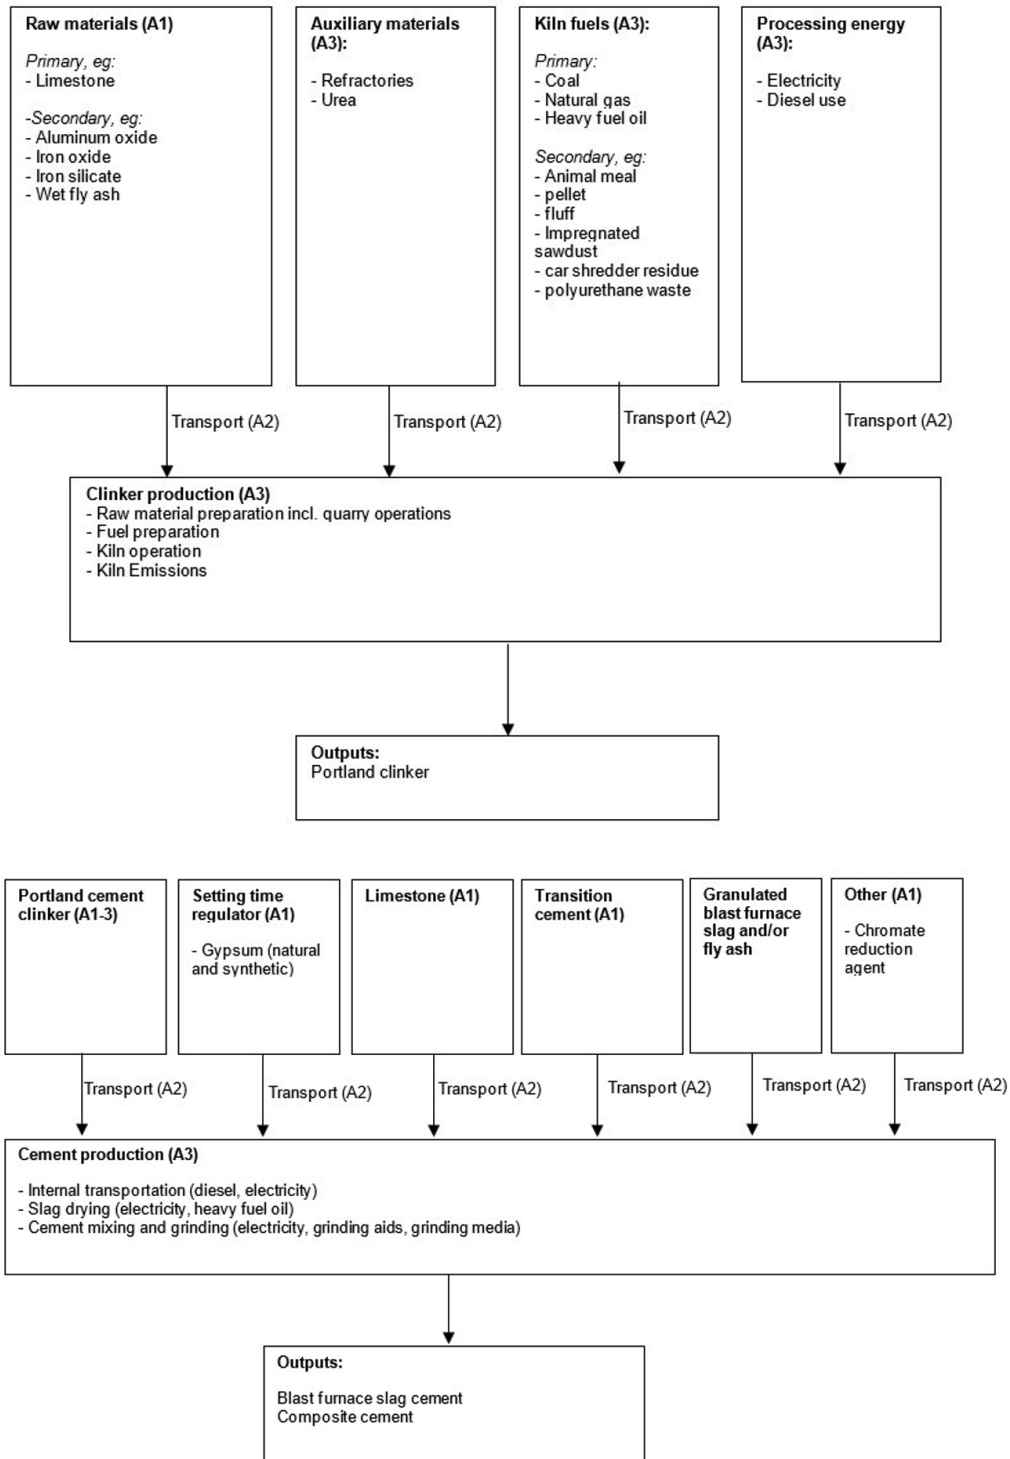 Raw materials (A1)
Primary, eg:
- Limestone
-Secondary, eg:
- Aluminum oxide
- Iron oxide
- Iron silicate
- Wet fly ash
Auxiliary materials
(A3):
- Refractories
- Urea
Kiln fuels (A3):
Primary:
- Coal
- Natural gas
- Heavy fuel oil
Secondary, eg:
- Animal meal
- pellet
- fluff
- Impregnated
sawdust
- car shredder residue
- polyurethane waste
Processing energy
(A3):
- Electricity
- Diesel use
Transport (A2)
Transport (A2)
Transport (A2)
Transport (A2)
Clinker production (A3)
- Raw material preparation incl. quarry operations
- Fuel preparation
- Kiln operation
- Kiln Emissions
Outputs:
Portland clinker
Portland cement
clinker (A1-3)
Setting time
regulator (A1)
- Gypsum (natural
and synthetic)
Limestone (A1)
Transition
cement (A1)
Granulated
blast furnace
slag and/or
fly ash
Other (A1)
- Chromate
reduction
agent
Transport (A2)
Transport (A2)
Transport (A2)
Transport (A2)
Transport (A2)
Transport (A2)
Cement production (A3)
- Internal transportation (diesel, electricity)
- Slag drying (electricity, heavy fuel oil)
- Cement mixing and grinding (electricity, grinding aids, grinding media)
Outputs:
Blast furnace slag cement
Composite cement